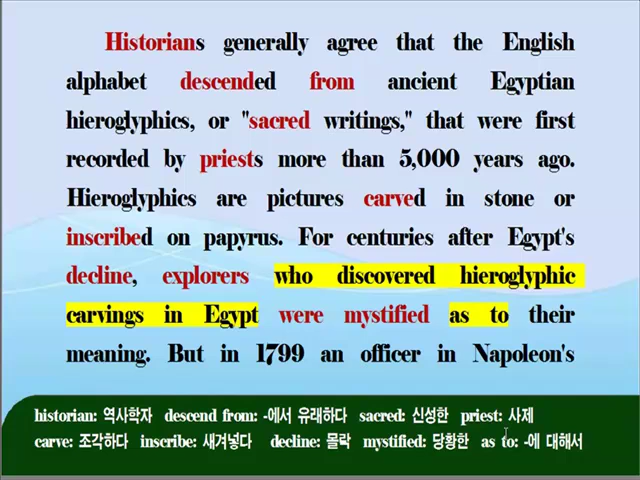 Historians generally agree that the English
alphabet descended from ancient Egyptian
hieroglyphics, or "sacred writings," that were first
recorded by priests more than 5,000 years ago.
Hieroglyphics are pictures carved in stone or
inscribed on papyrus. For centuries after Egypt's
decline, explorers who discovered hieroglyphic
carvings in Egypt were mystified as to their
meaning. But in 1799 an officer in Napoleon's
historian: 역사학자 descend from: -에서 유래하다 sacred: 신성한 priest: 사제
carve: 조각하다 inscribe: 새겨넣다 decline: 몰락 mystified: 당황한 as to: -에 대해서